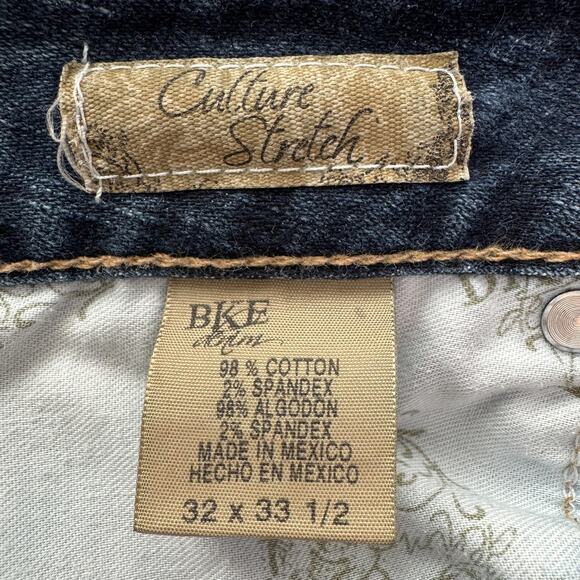 Culture
Stretch
BKE
denim
98 % COTTON
2% SPANDEX
98% ALGODON
2% SPANDEX
MADE IN MEXICO
HECHO EN MEXICO
32 x 33 1/2